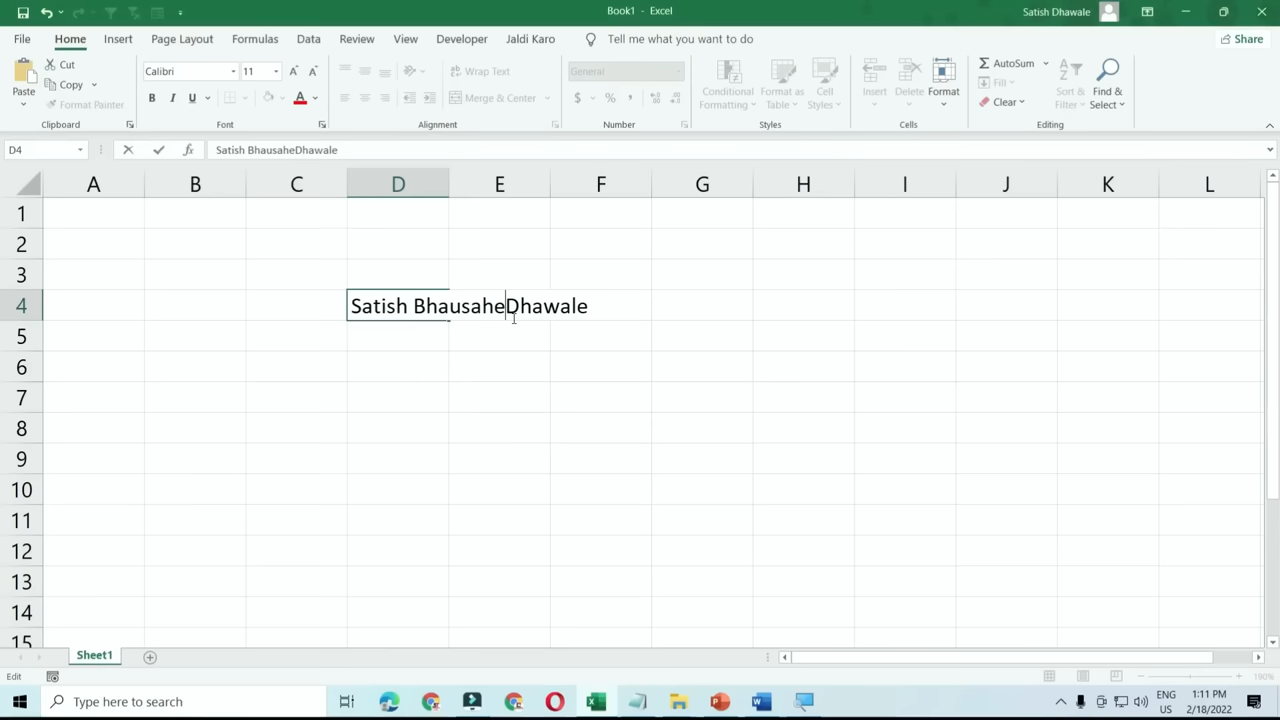 Book1 - Excel
Satish Dhawale
File Home Insert Page Layout Formulas Data Review View Developer Jaldi Karo Tell me what you want to do Share
Paste Cut Copy Format Painter Clipboard
Calibri 11 B I U A Font
Wrap Text Merge & Center Alignment
General $ % , Number
Conditional Formatting Format as Table Cell Styles Styles
Insert Delete Format Cells
AutoSum Fill Clear Sort & Filter Find & Select Editing
D4 fx Satish BhausaheDhawale
A B C D E F G H I J K L
1
2
3
4 Satish BhausaheDhawale
5
6
7
8
9
10
11
12
13
14
15
Sheet1
Edit 190%
Type here to search ENG US 1:11 PM 2/18/2022